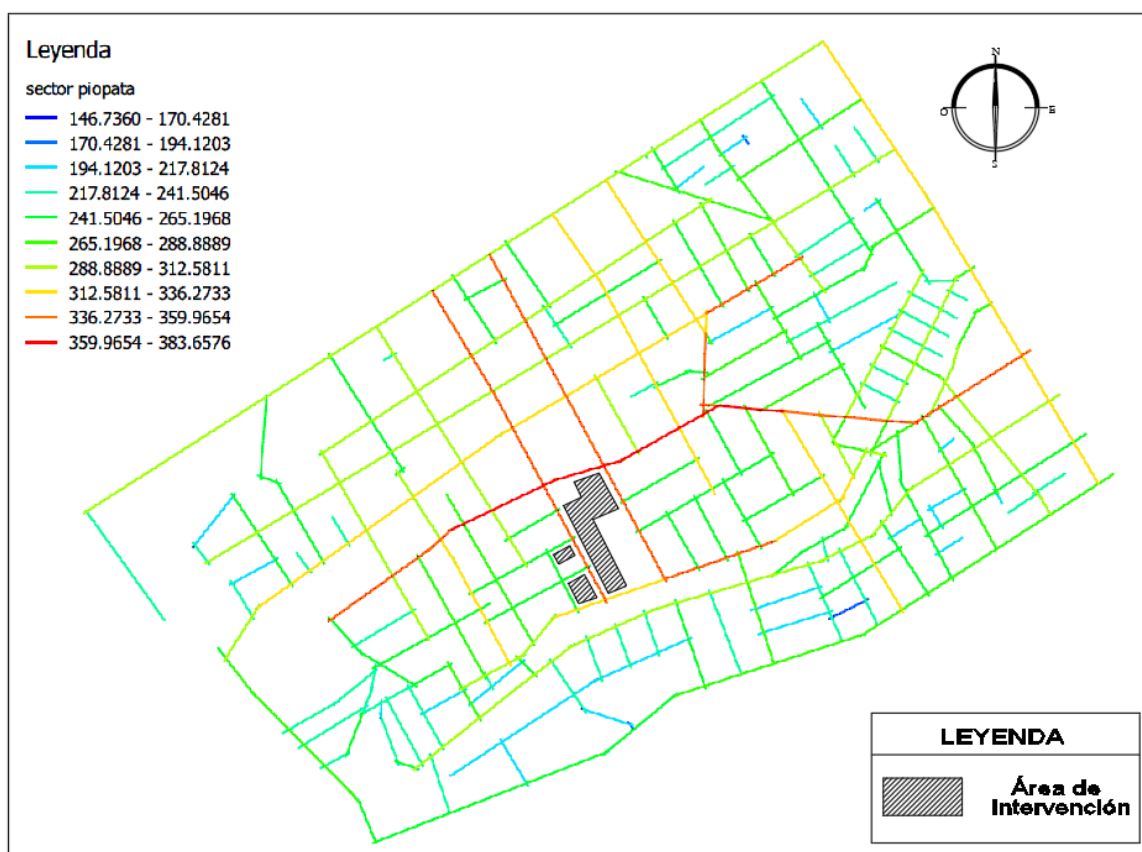 Leyenda
sector piopata
146.7360 - 170.4281
170.4281 - 194.1203
194.1203 - 217.8124
217.8124 - 241.5046
241.5046 - 265.1968
265.1968 - 288.8889
288.8889 - 312.5811
312.5811 - 336.2733
336.2733 - 359.9654
359.9654 - 383.6576
N
O
E
S
LEYENDA
Área de
Intervención